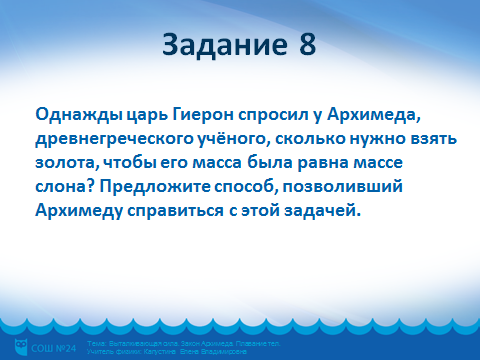 Задание 8
Однажды царь Гиерон спросил у Архимеда,
древнегреческого учёного, сколько нужно взять
золота, чтобы его масса была равна массе
слона? Предложите способ, позволивший
Архимеду справиться с этой задачей.
СОШ №24
Тема: Выталкивающая сила. Закон Архимеда. Плавание тел.
Учитель физики: Капустина Елена Владимировна